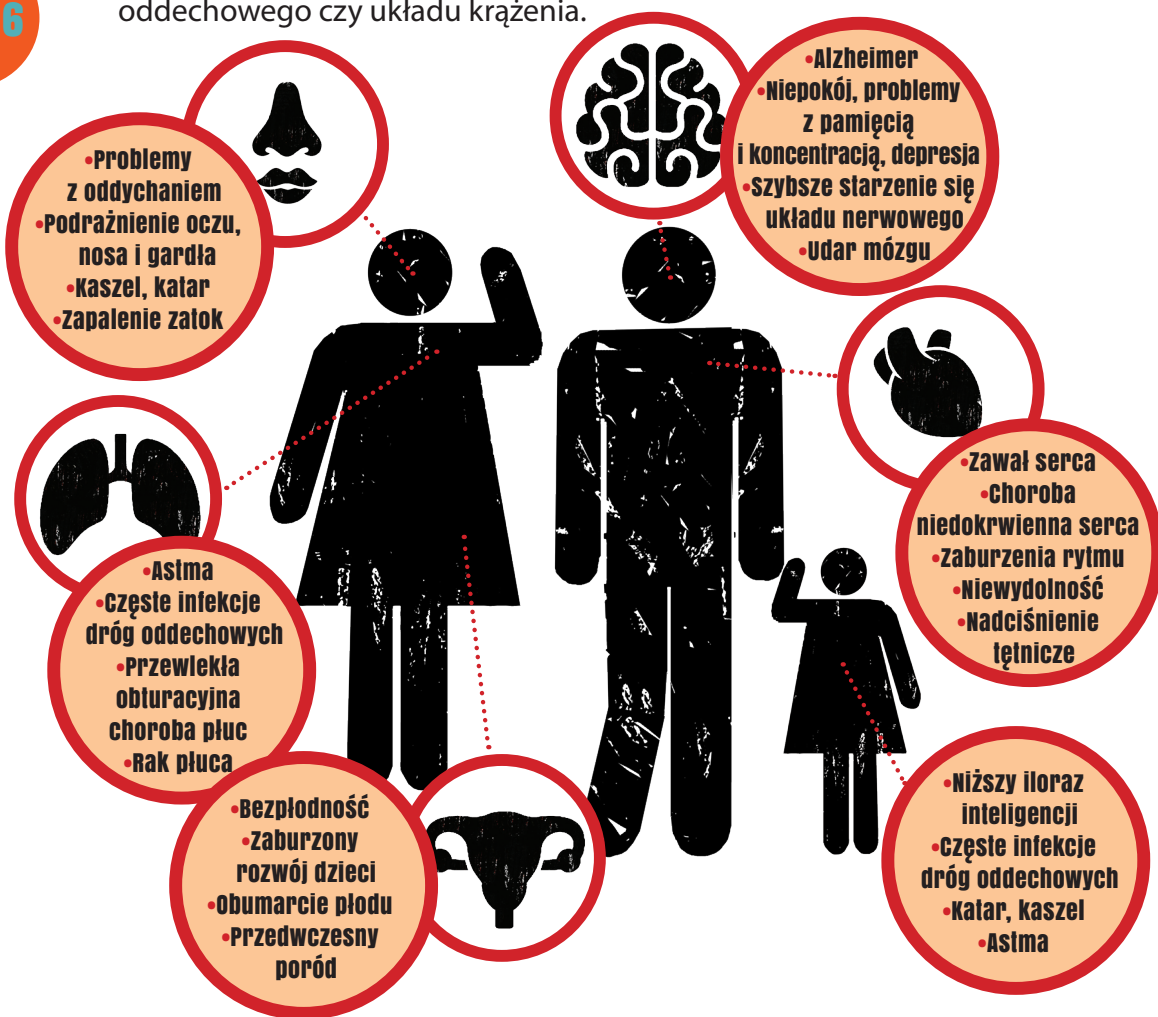 6
oddechowego czy układu krążenia.
•Problemy
z oddychaniem
•Podrażnienie oczu,
nosa i gardła
•Kaszel, katar
•Zapalenie zatok
•Alzheimer
•Niepokój, problemy
z pamięcią
i koncentracją, depresja
•Szybsze starzenie się
układu nerwowego
•Udar mózgu
•Zawał serca
•Choroba
niedokrwienna serca
•Zaburzenia rytmu
•Niewydolność
•Nadciśnienie
tętnicze
•Astma
•Częste infekcje
dróg oddechowych
•Przewlekła
obturacyjna
choroba płuc
•Rak płuca
•Bezpłodność
•Zaburzony
rozwój dzieci
•Obumarcie płodu
•Przedwczesny
poród
•Niższy iloraz
inteligencji
•Częste infekcje
dróg oddechowych
•Katar, kaszel
•Astma